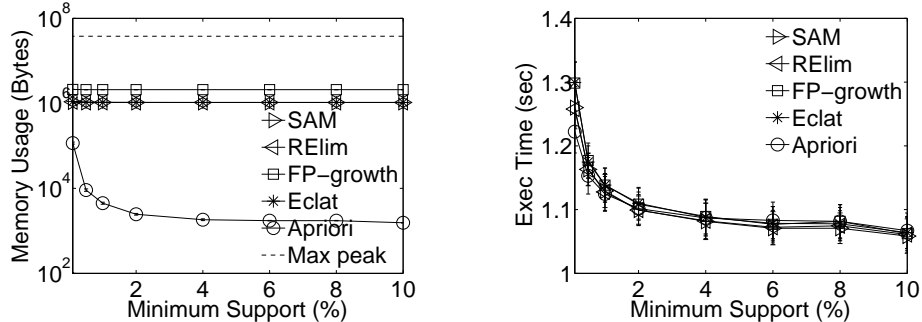 10^8
10^6
10^4
10^2
Memory Usage (Bytes)
SAM
RElim
FP-growth
Eclat
Apriori
Max peak
2 4 6 8 10
Minimum Support (%)
1.4
1.3
1.2
1.1
1
Exec Time (sec)
SAM
RElim
FP-growth
Eclat
Apriori
2 4 6 8 10
Minimum Support (%)